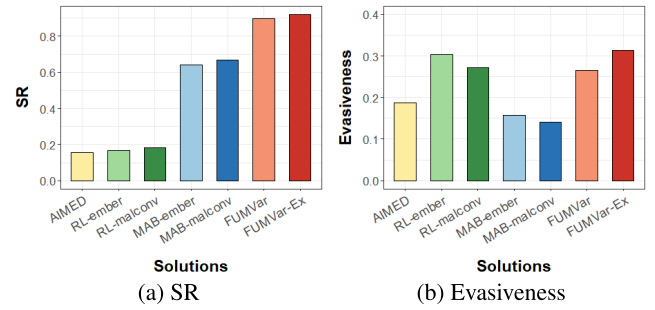 SR
0.8
0.6
0.4
0.2
0.0
AIMED
RL-ember
RL-malconv
MAB-ember
MAB-malconv
FUMVar
FUMVar-Ex
Solutions
(a) SR
Evasiveness
0.4
0.3
0.2
0.1
0.0
AIMED
RL-ember
RL-malconv
MAB-ember
MAB-malconv
FUMVar
FUMVar-Ex
Solutions
(b) Evasiveness